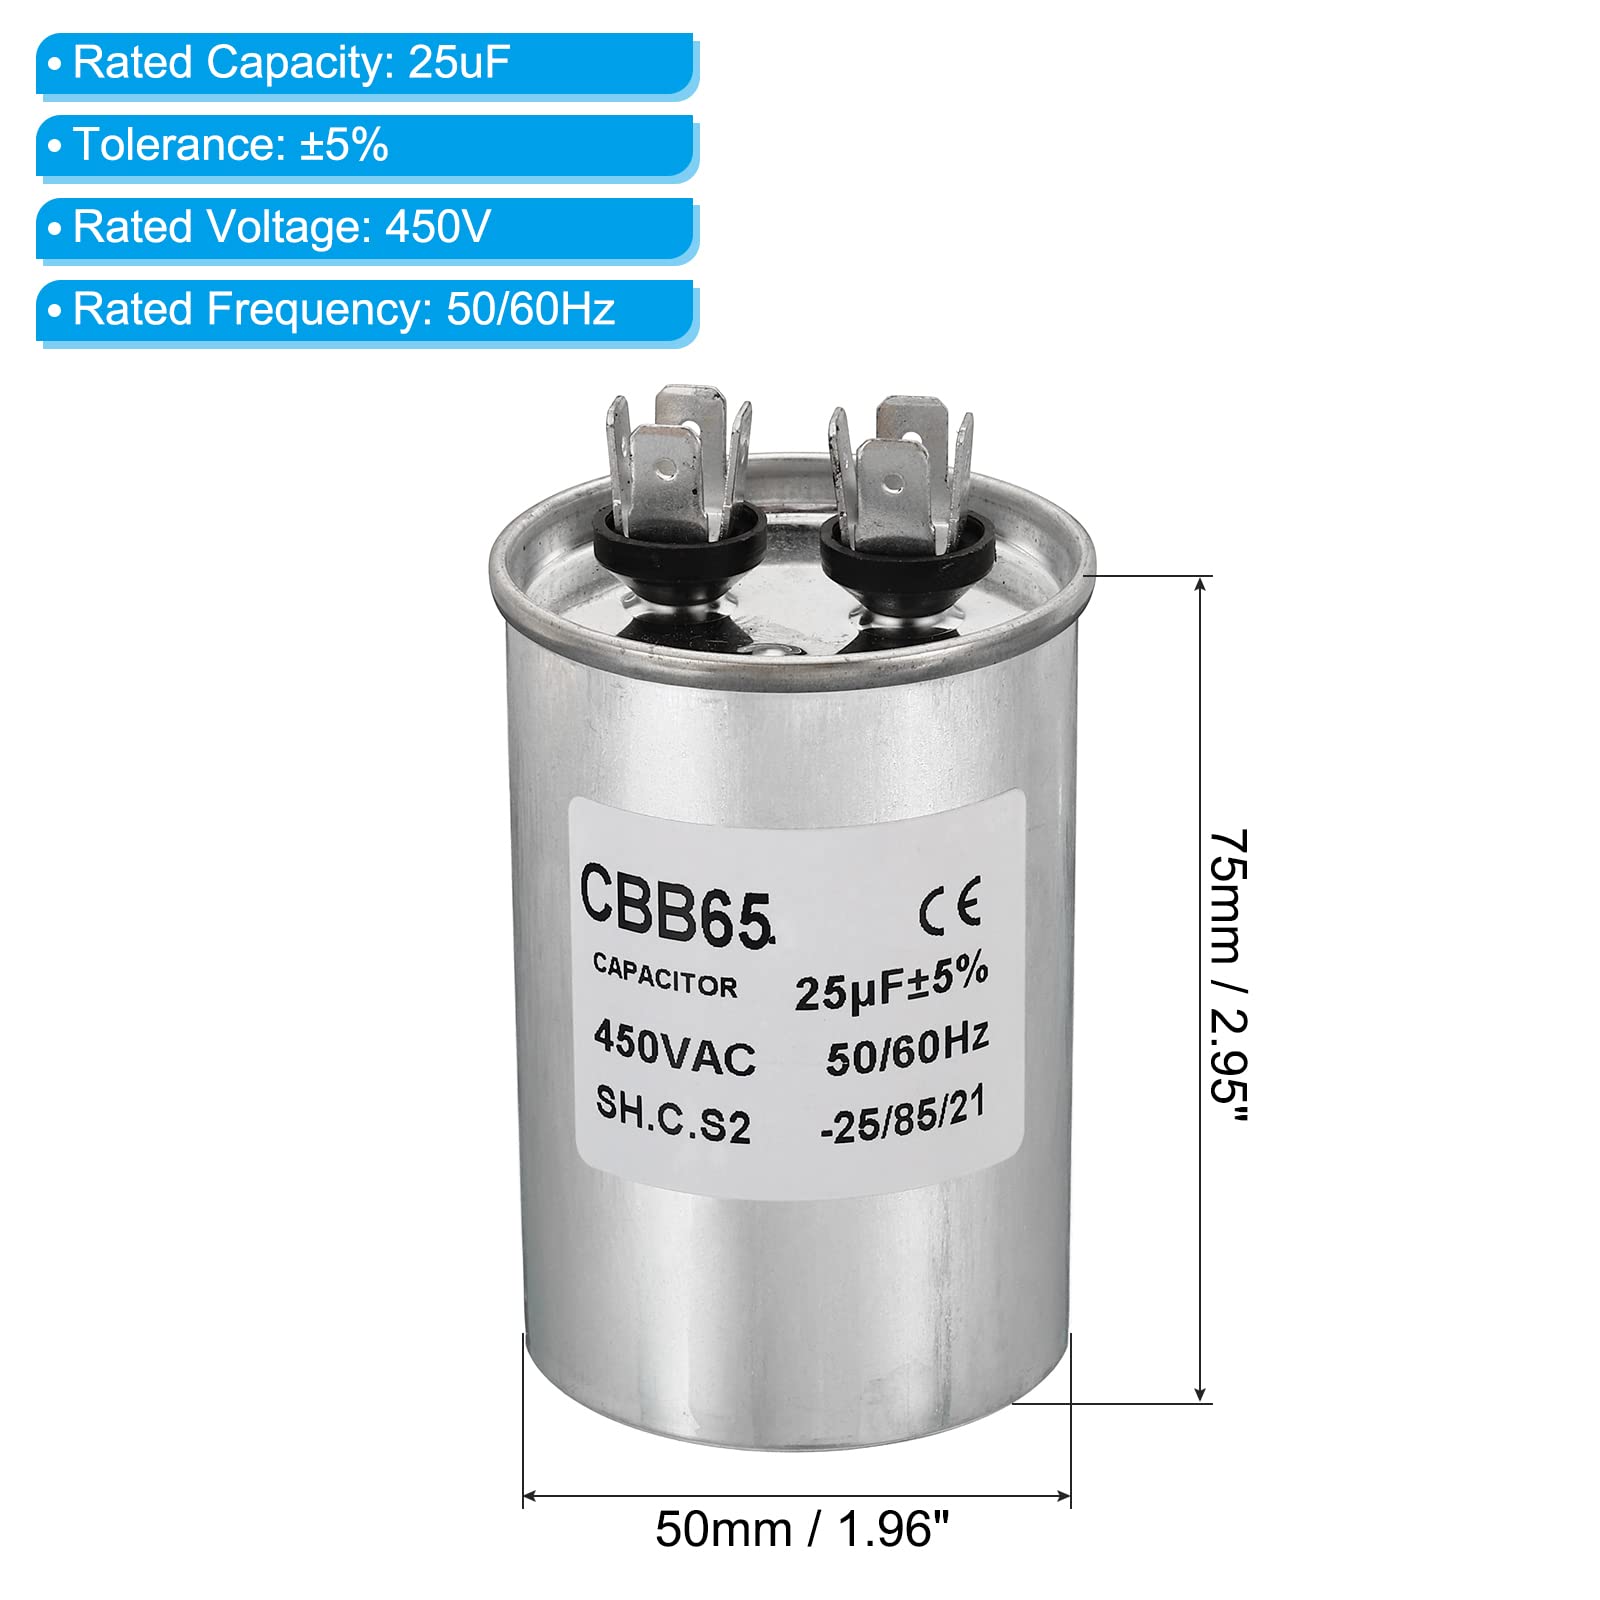 • Rated Capacity: 25uF
• Tolerance: ±5%
• Rated Voltage: 450V
• Rated Frequency: 50/60Hz
CBB65.
CE
CAPACITOR
25µF±5%
450VAC
50/60Hz
SH.C.S2
-25/85/21
75mm / 2.95"
50mm / 1.96"